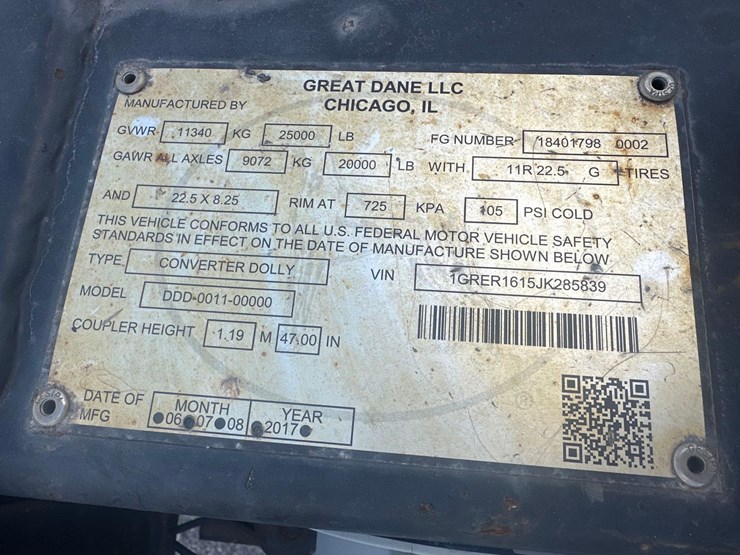 GREAT DANE LLC
MANUFACTURED BY CHICAGO, IL
GVWR 11340 KG 25000 LB FG NUMBER 18401798 0002
GAWR ALL AXLES 9072 KG 20000 LB WITH 11R 22.5 G TIRES
AND 22.5 X 8.25 RIM AT 725 KPA 105 PSI COLD
THIS VEHICLE CONFORMS TO ALL U.S. FEDERAL MOTOR VEHICLE SAFETY
STANDARDS IN EFFECT ON THE DATE OF MANUFACTURE SHOWN BELOW
TYPE CONVERTER DOLLY VIN 1GRER1615JK285839
MODEL DDD-0011-00000
COUPLER HEIGHT 1.19 M 47.00 IN
DATE OF MFG MONTH YEAR
06 07 08 2017